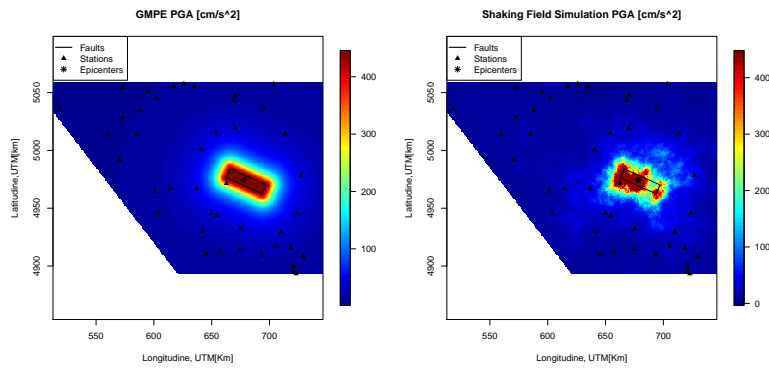 GMPE PGA [cm/s^2]
Faults
Stations
Epicenters
Latitudine, UTM[km]
5050
5000
4950
4900
550
600
650
700
Longitudine, UTM[Km]
400
300
200
100
Shaking Field Simulation PGA [cm/s^2]
Faults
Stations
Epicenters
Latitudine, UTM[km]
5050
5000
4950
4900
550
600
650
700
Longitudine, UTM[Km]
400
300
200
100
0